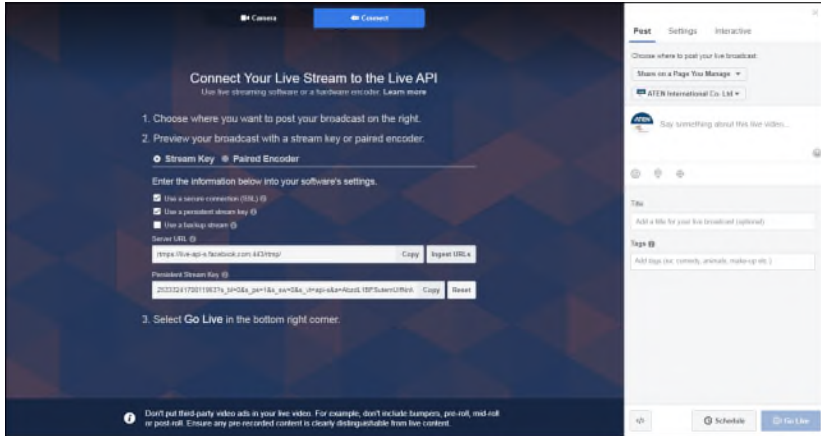 Camera
Connect
Connect Your Live Stream to the Live API
Use live streaming software or a hardware encoder. Learn more
1. Choose where you want to post your broadcast on the right.
2. Preview your broadcast with a stream key or paired encoder.
Stream Key
Paired Encoder
Enter the information below into your software's settings.
Use a secure connection (SSL)
Use a persistent stream key
Use a backup stream
Server URL
rtmps://live-api-s.facebook.com:443/rtmp/
Copy
Ingest URLs
Persistent Stream Key
Copy
Reset
3. Select Go Live in the bottom right corner.
Don't put third-party video ads in your live video. For example, don't include bumpers, pre-roll, mid-roll
or post-roll. Ensure any pre-recorded content is clearly distinguishable from live content.
Post
Settings
Interactive
Choose where to post your live broadcast:
Share on a Page You Manage
ATEN International Co. Ltd
ATEN
Say something about this live video...
Title
Add a title for your live broadcast (optional)
Tags
Add tags (ex: comedy, animals, make-up etc.)
</>
Schedule
Go Live